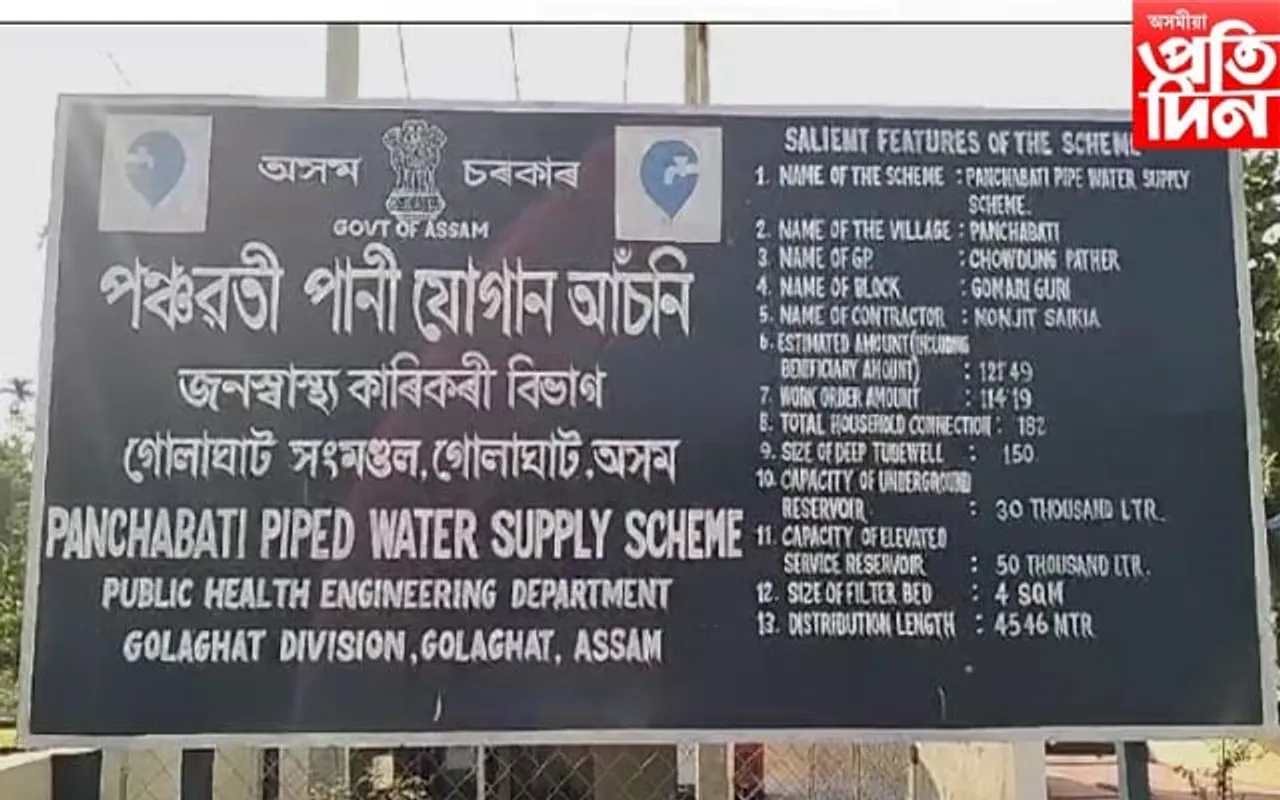 অসমীয়া
প্ৰতি
দিন
অসম চৰকাৰ
GOVT OF ASSAM
পঞ্চৱতী পানী যোগান আঁচনি
জনস্বাস্থ্য কাৰিকৰী বিভাগ
গোলাঘাট সংমণ্ডল, গোলাঘাট, অসম
PANCHABATI PIPED WATER SUPPLY SCHEME
PUBLIC HEALTH ENGINEERING DEPARTMENT
GOLAGHAT DIVISION, GOLAGHAT, ASSAM
SALIENT FEATURES OF THE SCHEME
1. NAME OF THE SCHEME : PANCHABATI PIPE WATER SUPPLY
SCHEME.
2. NAME OF THE VILLAGE : PANCHABATI
3. NAME OF GP. : CHOWDUNG PATHER
4. NAME OF BLOCK : GOMARI GURI
5. NAME OF CONTRACTOR : NONJIT SAIKIA
6. ESTIMATED AMOUNT (INCLUDING
BENEFICIARY AMOUNT) : 121.49
7. WORK ORDER AMOUNT : 114.19
8. TOTAL HOUSEHOLD CONNECTION : 182
9. SIZE OF DEEP TUDEWELL : 150
10. CAPACITY OF UNDERGROUND
RESERVOIR : 30 THOUSAND LTR.
11. CAPACITY OF ELEVATED
SERVICE RESERVOIR : 50 THOUSAND LTR.
12. SIZE OF FILTER BED : 4 SQM
13. DISTRIBUTION LENGTH : 4546 MTR